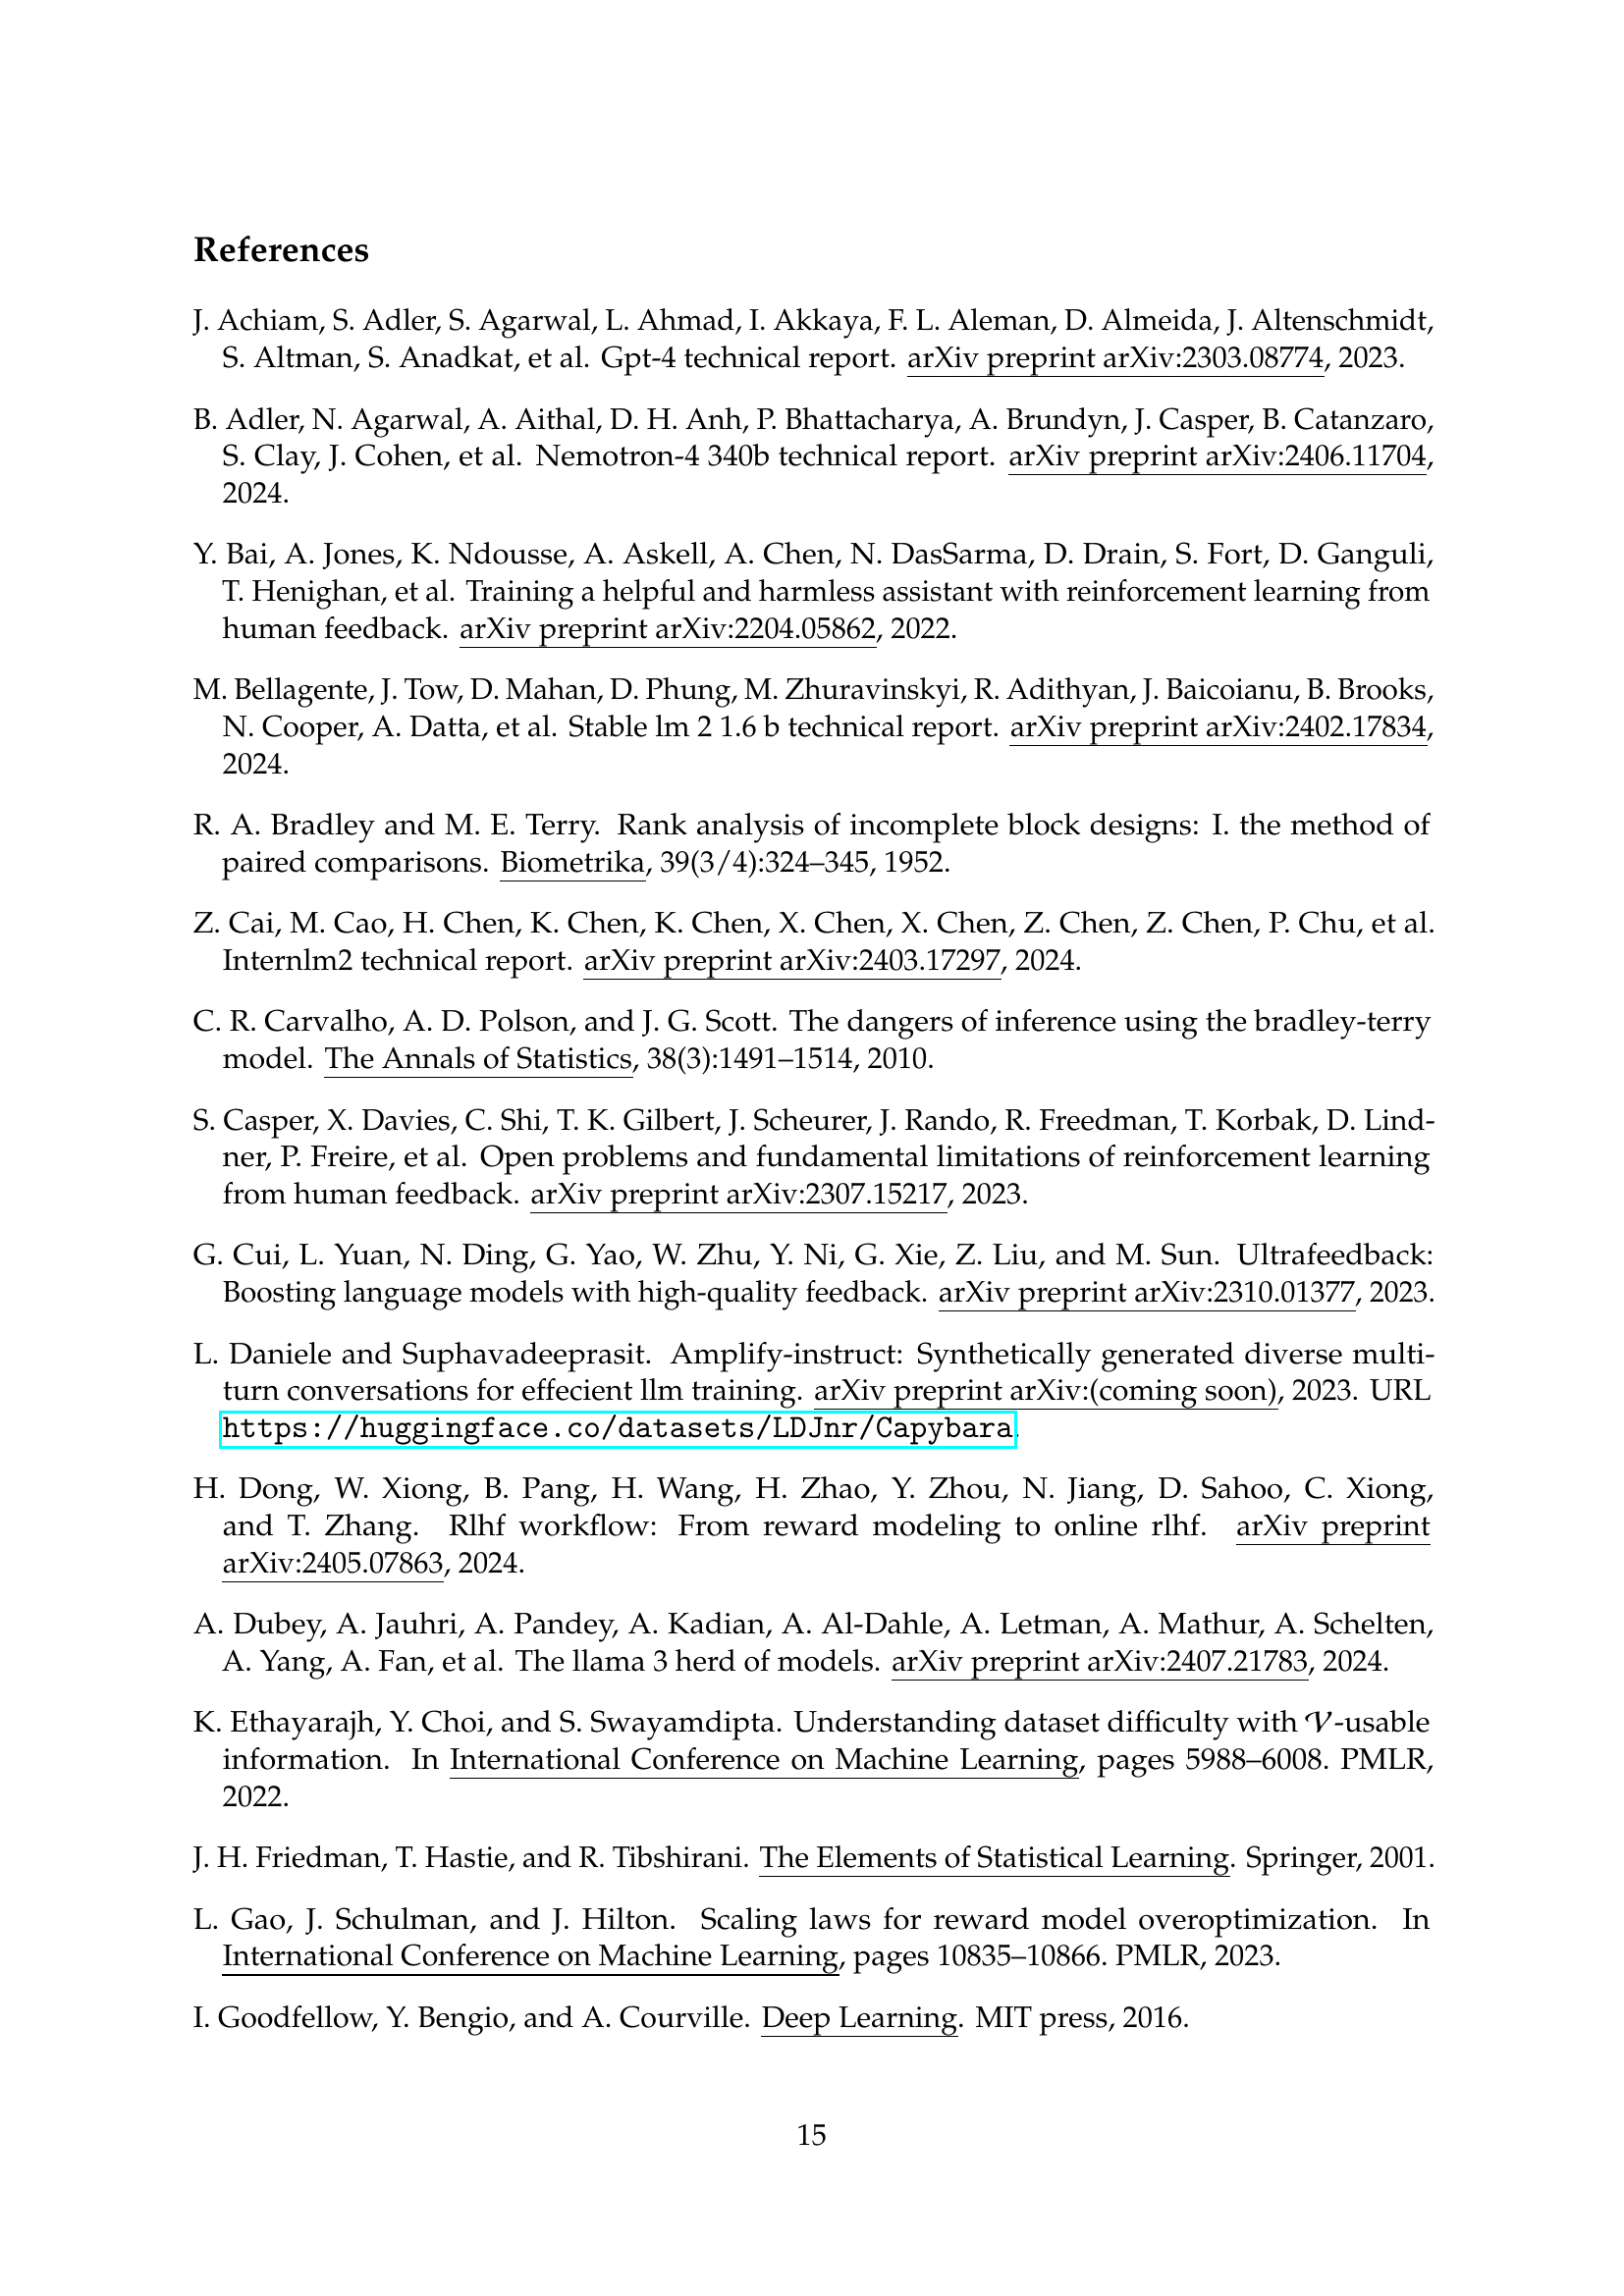 References
J. Achiam, S. Adler, S. Agarwal, L. Ahmad, I. Akkaya, F. L. Aleman, D. Almeida, J. Altenschmidt,
S. Altman, S. Anadkat, et al. Gpt-4 technical report. arXiv preprint arXiv:2303.08774, 2023.
B. Adler, N. Agarwal, A. Aithal, D. H. Anh, P. Bhattacharya, A. Brundyn, J. Casper, B. Catanzaro,
S. Clay, J. Cohen, et al. Nemotron-4 340b technical report. arXiv preprint arXiv:2406.11704,
2024.
Y. Bai, A. Jones, K. Ndousse, A. Askell, A. Chen, N. DasSarma, D. Drain, S. Fort, D. Ganguli,
T. Henighan, et al. Training a helpful and harmless assistant with reinforcement learning from
human feedback. arXiv preprint arXiv:2204.05862, 2022.
M. Bellagente, J. Tow, D. Mahan, D. Phung, M. Zhuravinskyi, R. Adithyan, J. Baicoianu, B. Brooks,
N. Cooper, A. Datta, et al. Stable lm 2 1.6 b technical report. arXiv preprint arXiv:2402.17834,
2024.
R. A. Bradley and M. E. Terry. Rank analysis of incomplete block designs: I. the method of
paired comparisons. Biometrika, 39(3/4):324–345, 1952.
Z. Cai, M. Cao, H. Chen, K. Chen, K. Chen, X. Chen, X. Chen, Z. Chen, Z. Chen, P. Chu, et al.
Internlm2 technical report. arXiv preprint arXiv:2403.17297, 2024.
C. R. Carvalho, A. D. Polson, and J. G. Scott. The dangers of inference using the bradley-terry
model. The Annals of Statistics, 38(3):1491–1514, 2010.
S. Casper, X. Davies, C. Shi, T. K. Gilbert, J. Scheurer, J. Rando, R. Freedman, T. Korbak, D. Lind-
ner, P. Freire, et al. Open problems and fundamental limitations of reinforcement learning
from human feedback. arXiv preprint arXiv:2307.15217, 2023.
G. Cui, L. Yuan, N. Ding, G. Yao, W. Zhu, Y. Ni, G. Xie, Z. Liu, and M. Sun. Ultrafeedback:
Boosting language models with high-quality feedback. arXiv preprint arXiv:2310.01377, 2023.
L. Daniele and Suphavadeeprasit. Amplify-instruct: Synthetically generated diverse multi-
turn conversations for effecient llm training. arXiv preprint arXiv:(coming soon), 2023. URL
https://huggingface.co/datasets/LDJnr/Capybara.
H. Dong, W. Xiong, B. Pang, H. Wang, H. Zhao, Y. Zhou, N. Jiang, D. Sahoo, C. Xiong,
and T. Zhang. Rlhf workflow: From reward modeling to online rlhf. arXiv preprint
arXiv:2405.07863, 2024.
A. Dubey, A. Jauhri, A. Pandey, A. Kadian, A. Al-Dahle, A. Letman, A. Mathur, A. Schelten,
A. Yang, A. Fan, et al. The llama 3 herd of models. arXiv preprint arXiv:2407.21783, 2024.
K. Ethayarajh, Y. Choi, and S. Swayamdipta. Understanding dataset difficulty with 𝒱-usable
information. In International Conference on Machine Learning, pages 5988–6008. PMLR,
2022.
J. H. Friedman, T. Hastie, and R. Tibshirani. The Elements of Statistical Learning. Springer, 2001.
L. Gao, J. Schulman, and J. Hilton. Scaling laws for reward model overoptimization. In
International Conference on Machine Learning, pages 10835–10866. PMLR, 2023.
I. Goodfellow, Y. Bengio, and A. Courville. Deep Learning. MIT press, 2016.
15